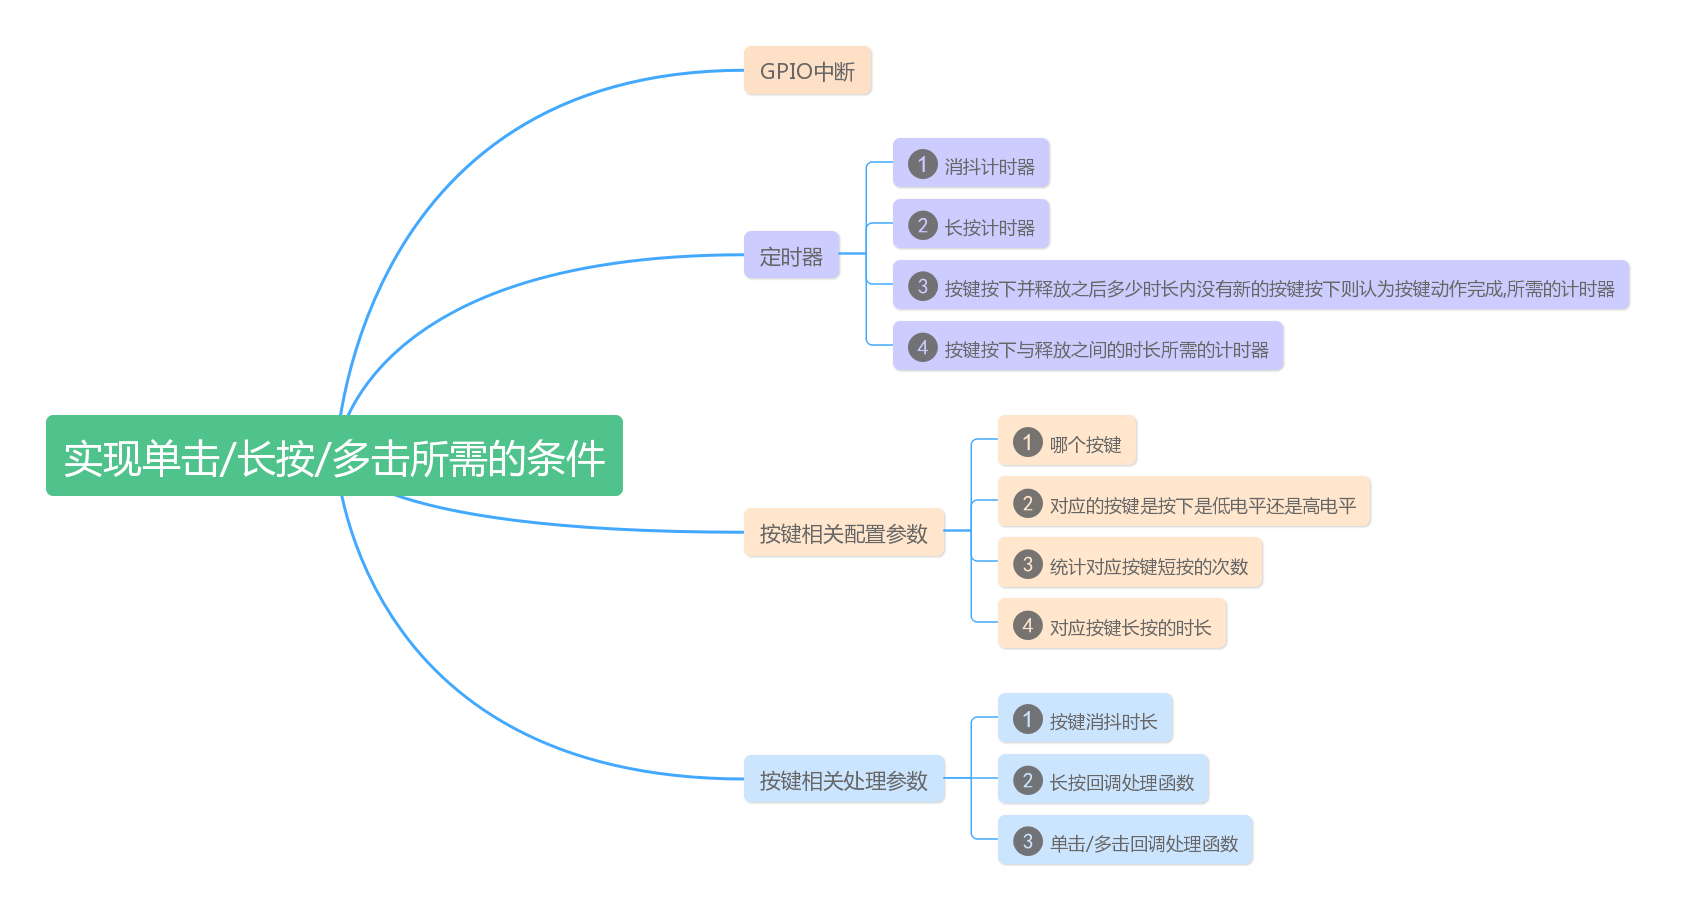 实现单击/长按/多击所需的条件
GPIO中断
定时器
1 消抖计时器
2 长按计时器
3 按键按下并释放之后多少时长内没有新的按键按下则认为按键动作完成,所需的计时器
4 按键按下与释放之间的时长所需的计时器
按键相关配置参数
1 哪个按键
2 对应的按键是按下是低电平还是高电平
3 统计对应按键短按的次数
4 对应按键长按的时长
按键相关处理参数
1 按键消抖时长
2 长按回调处理函数
3 单击/多击回调处理函数